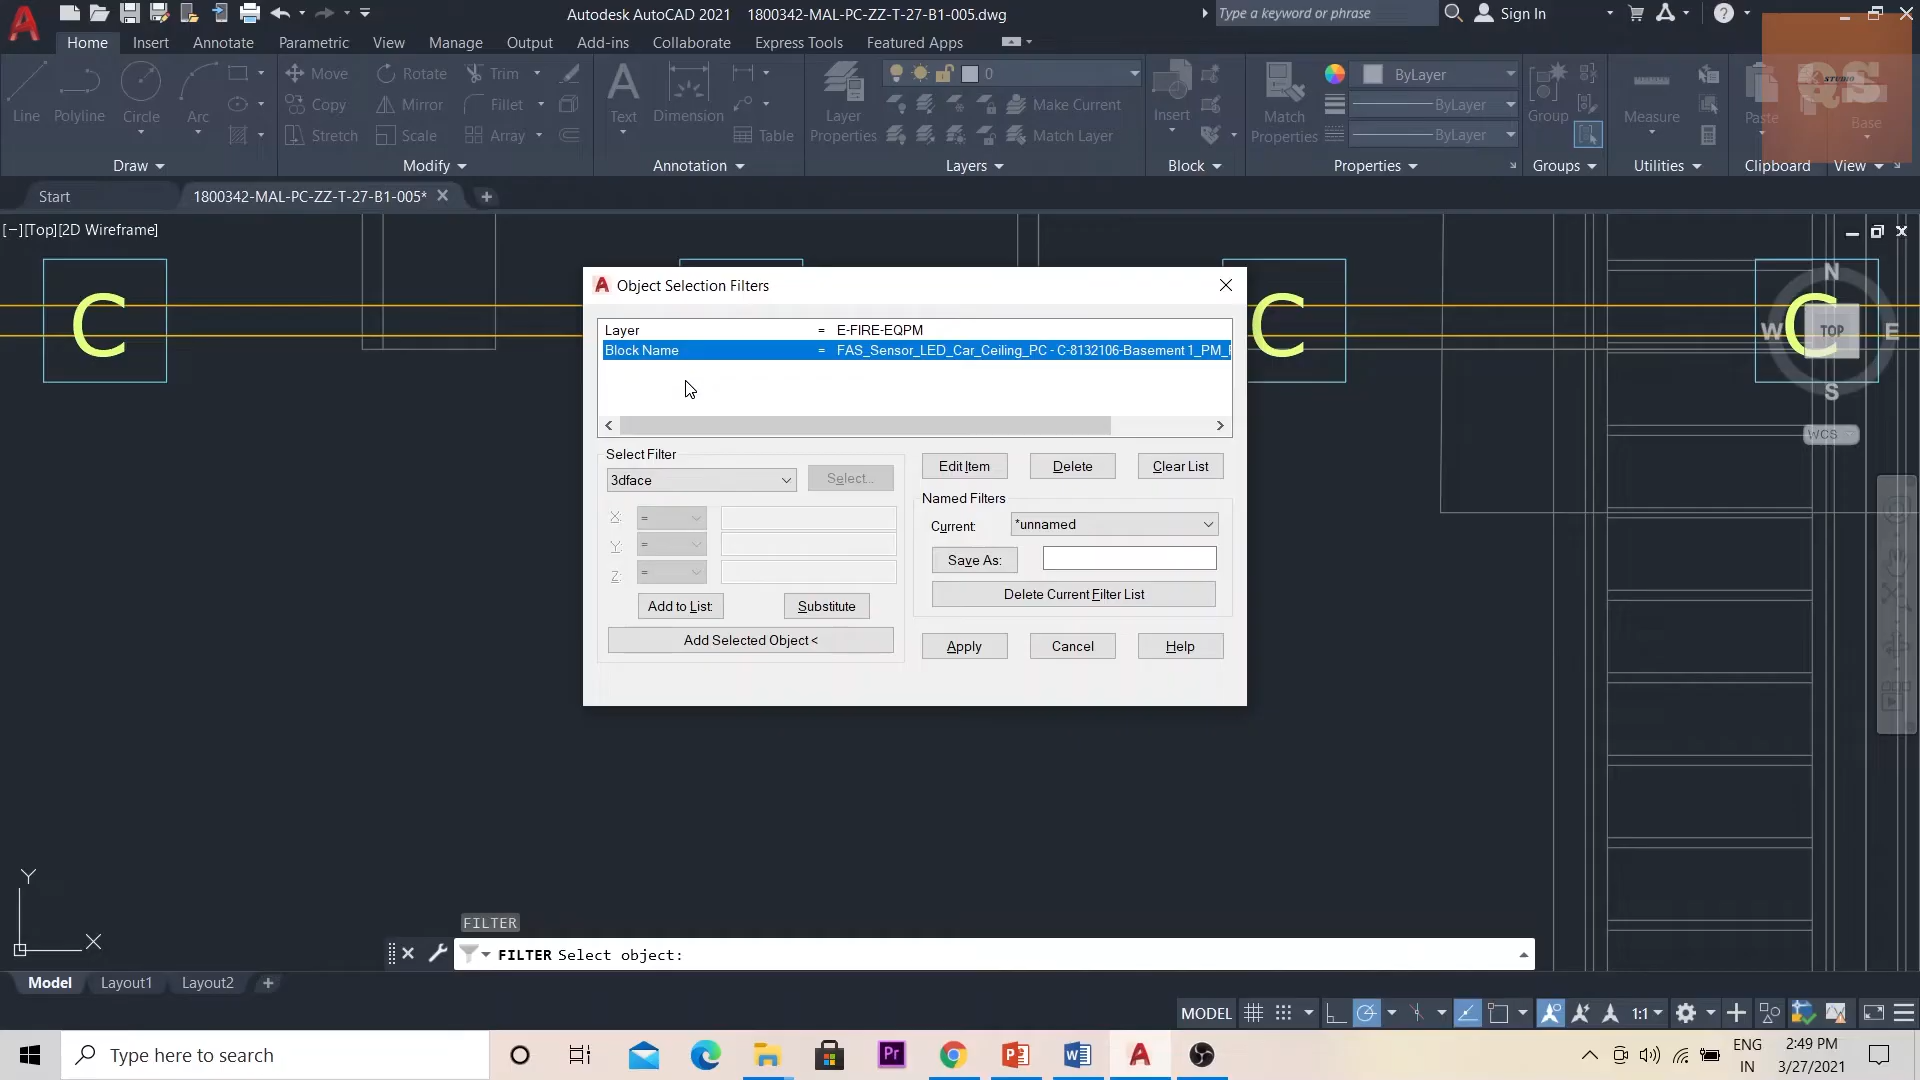 Autodesk AutoCAD 2021 1800342-MAL-PC-ZZ-T-27-B1-005.dwg
Type a keyword or phrase
Sign In
Home Insert Annotate Parametric View Manage Output Add-ins Collaborate Express Tools Featured Apps
Line Polyline Circle Arc
Move Rotate Trim
Copy Mirror Fillet
Stretch Scale Array
Text Dimension Table
Layer Properties
0
Make Current
Match Layer
Insert
Match Properties
ByLayer
ByLayer
ByLayer
Group
Measure
Paste
Base
STUDIO
QS
Draw Modify Annotation Layers Block Properties Groups Utilities Clipboard View
Start 1800342-MAL-PC-ZZ-T-27-B1-005*
[−][Top][2D Wireframe]
C
C
C
N
W TOP E
S
WCS
Object Selection Filters
Layer = E-FIRE-EQPM
Block Name = FAS_Sensor_LED_Car_Ceiling_PC - C-8132106-Basement 1_PM_
Select Filter
3dface
Select...
X: =
Y: =
Z: =
Add to List:
Substitute
Add Selected Object <
Edit Item Delete Clear List
Named Filters
Current: *unnamed
Save As:
Delete Current Filter List
Apply Cancel Help
Y
X
FILTER
FILTER Select object:
Model Layout1 Layout2
MODEL
1:1
Type here to search
Pr
ENG
IN
2:49 PM
3/27/2021